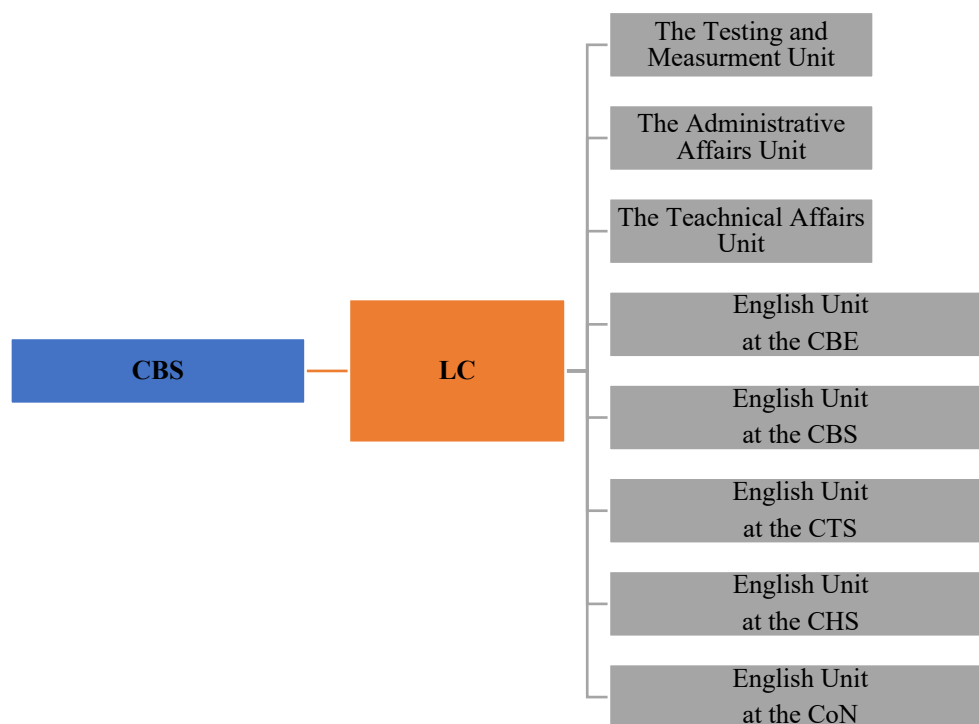 The Testing and
Measurment Unit
The Administrative
Affairs Unit
The Teachnical Affairs
Unit
English Unit
at the CBE
CBS
LC
English Unit
at the CBS
English Unit
at the CTS
English Unit
at the CHS
English Unit
at the CoN